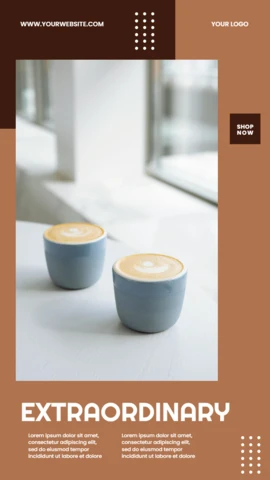 WWW.YOURWEBSITE.COM
YOUR LOGO
SHOP
NOW
EXTRAORDINARY
Lorem ipsum dolor sit amet,
consectetur adipiscing elit,
sed do eiusmod tempor
incididunt ut labore et dolore
Lorem ipsum dolor sit amet,
consectetur adipiscing elit,
sed do eiusmod tempor
incididunt ut labore et dolore